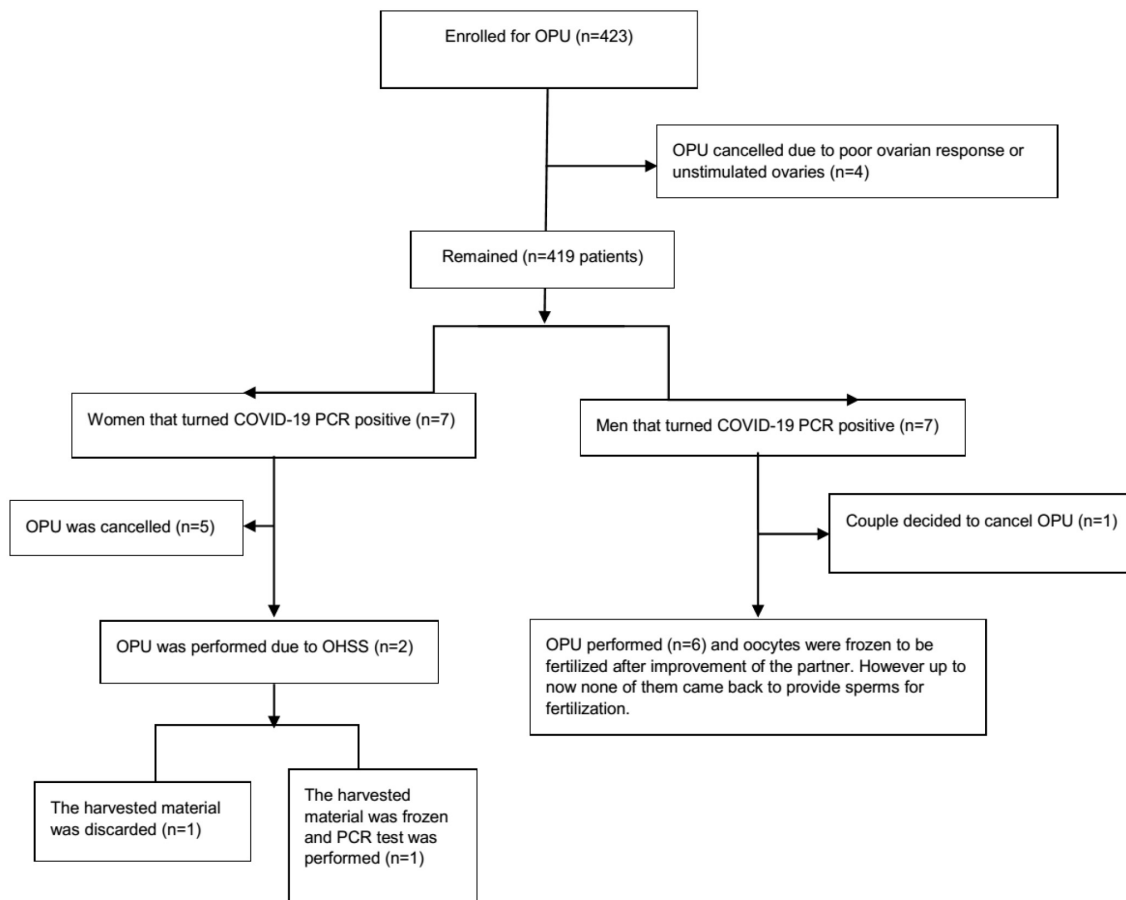 Enrolled for OPU (n=423)
OPU cancelled due to poor ovarian response or
unstimulated ovaries (n=4)
Remained (n=419 patients)
Women that turned COVID-19 PCR positive (n=7)
Men that turned COVID-19 PCR positive (n=7)
OPU was cancelled (n=5)
Couple decided to cancel OPU (n=1)
OPU was performed due to OHSS (n=2)
OPU performed (n=6) and oocytes were frozen to be
fertilized after improvement of the partner. However up to
now none of them came back to provide sperms for
fertilization.
The harvested material
was discarded (n=1)
The harvested
material was frozen
and PCR test was
performed (n=1)